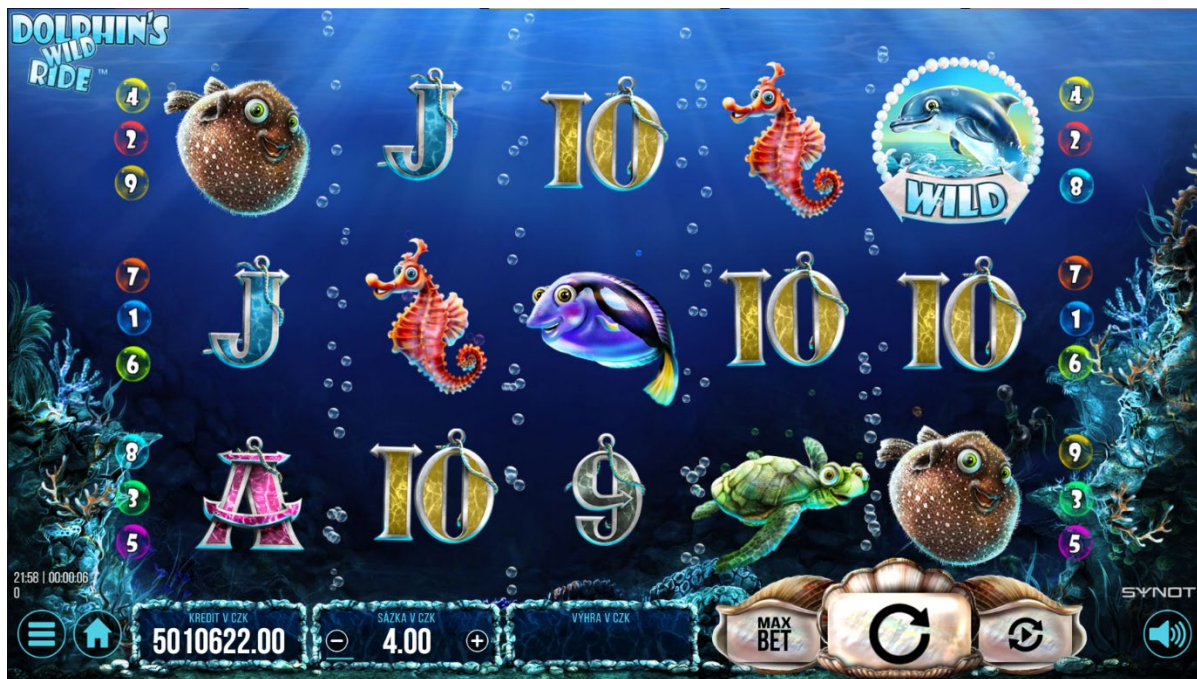 DOLPHIN'S
WILD
RIDE™
4
2
9
7
1
6
8
3
5
J
10
WILD
J
10
10
A
10
9
4
2
8
7
1
6
9
3
5
21:58 | 00:00:06
0
KREDIT V CZK
5010622.00
SÁZKA V CZK
4.00
VÝHRA V CZK
MAX
BET
SYNOT